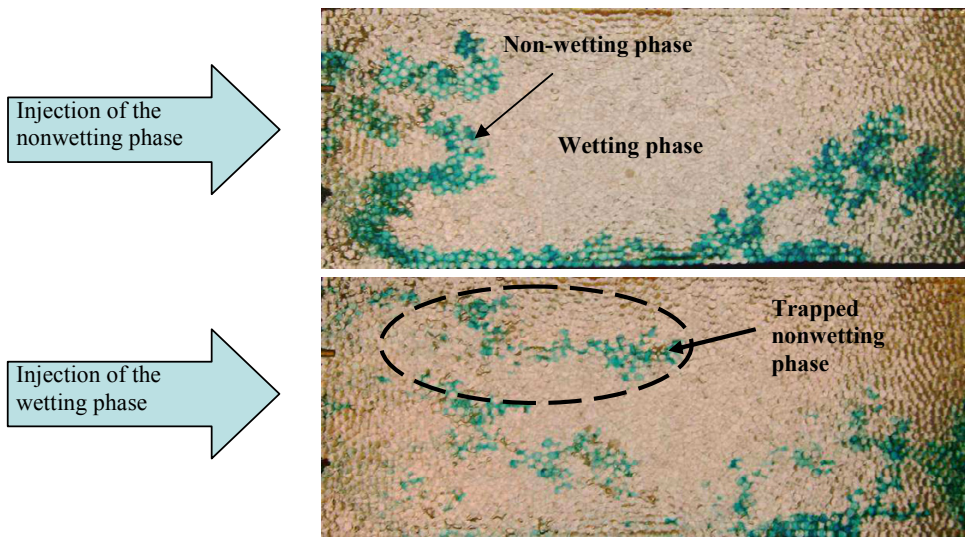 Injection of the
nonwetting phase
Non-wetting
phase
Wetting phase
Injection of the
wetting phase
Trapped
nonwetting
phase